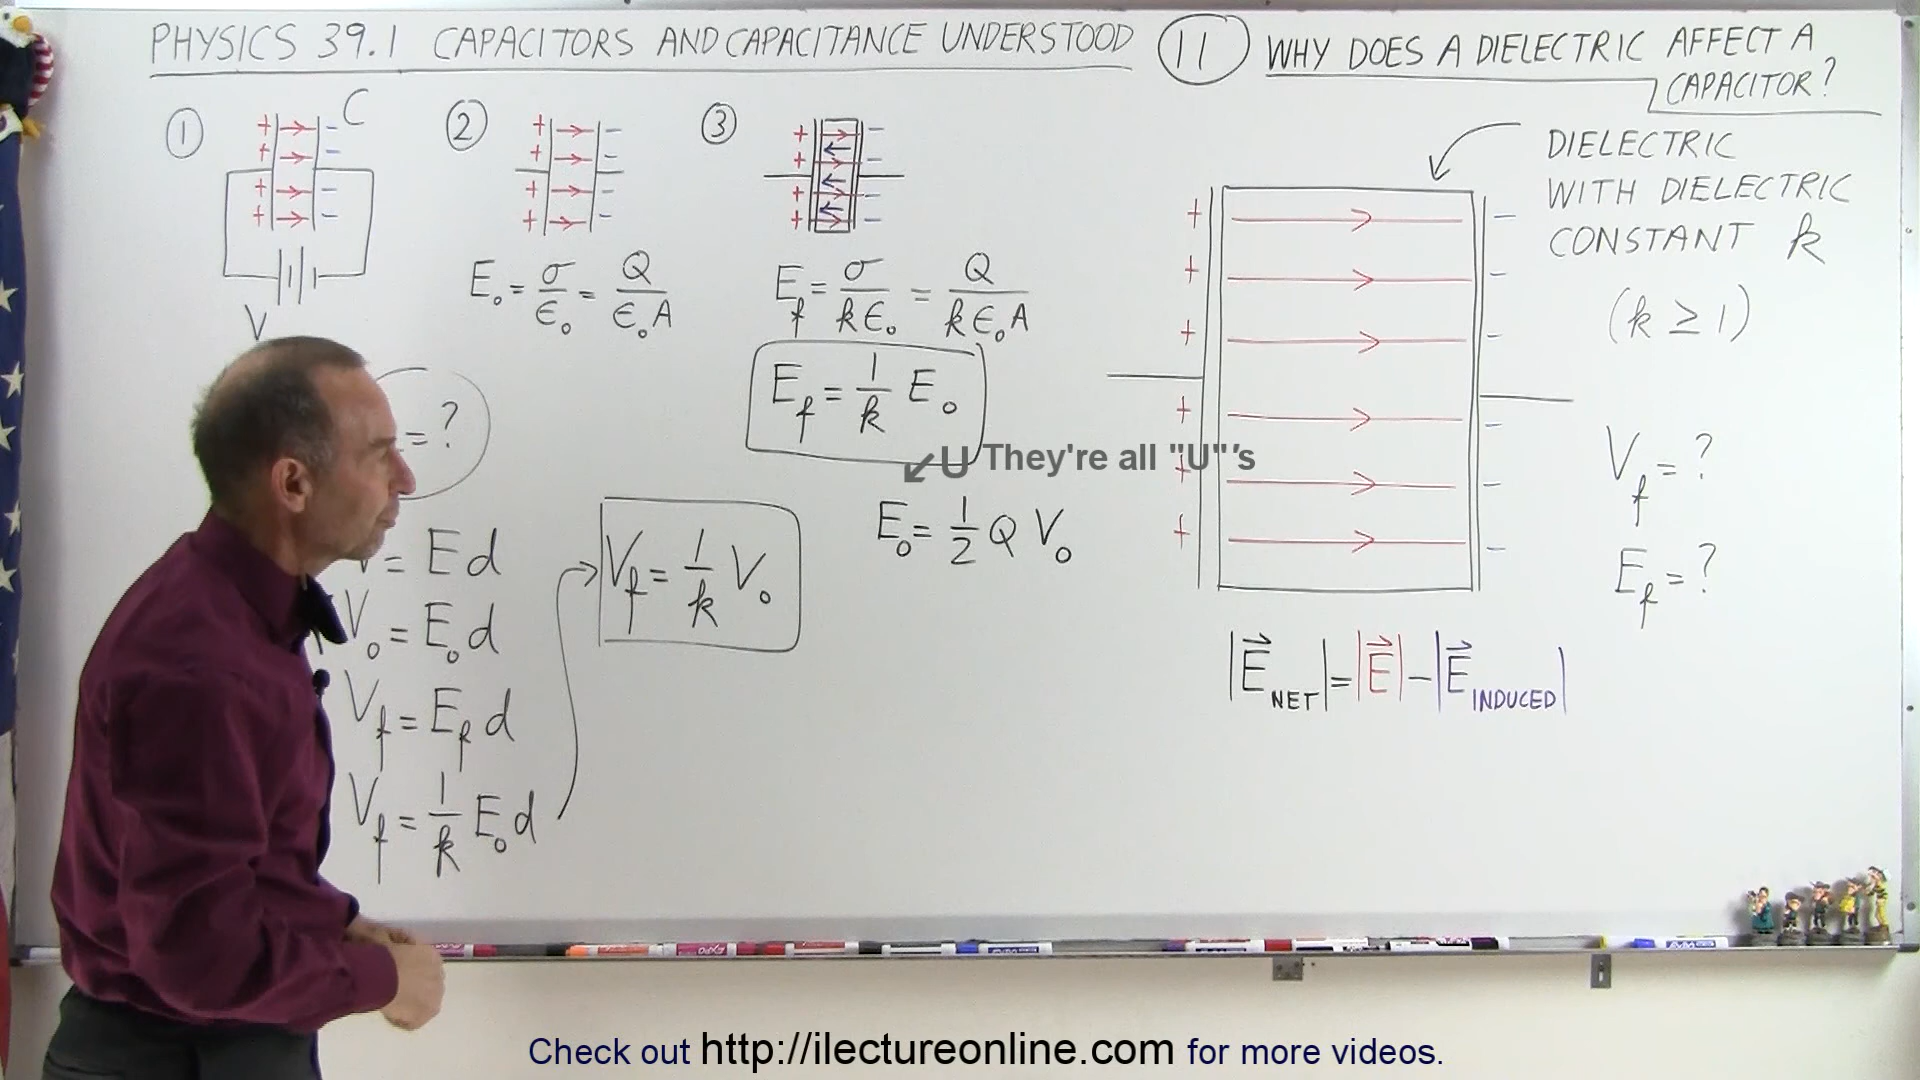 PHYSICS 39.1 CAPACITORS AND CAPACITANCE UNDERSTOOD
11 WHY DOES A DIELECTRIC AFFECT A
CAPACITOR?
1
+ - C
+ -
+ -
+ -
V
2
+ -
+ -
+ -
+ -
E₀ = σ/ϵ₀ = Q/ϵ₀A
3
+ -
+ -
+ -
+ -
E_f = σ/kϵ₀ = Q/kϵ₀A
E_f = 1/k E₀
= ?
V = Ed
V₀ = E₀d
V_f = E_f d
V_f = 1/k E₀d
V_f = 1/k V₀
↙U They're all "U"'s
E₀ = 1/2 Q V₀
DIELECTRIC
WITH DIELECTRIC
CONSTANT k
(k ≥ 1)
+ -
+ -
+ -
+ -
+ -
+ -
V_f = ?
E_f = ?
|E⃗_NET| = |E⃗| - |E⃗_INDUCED|
Check out http://ilectureonline.com for more videos.